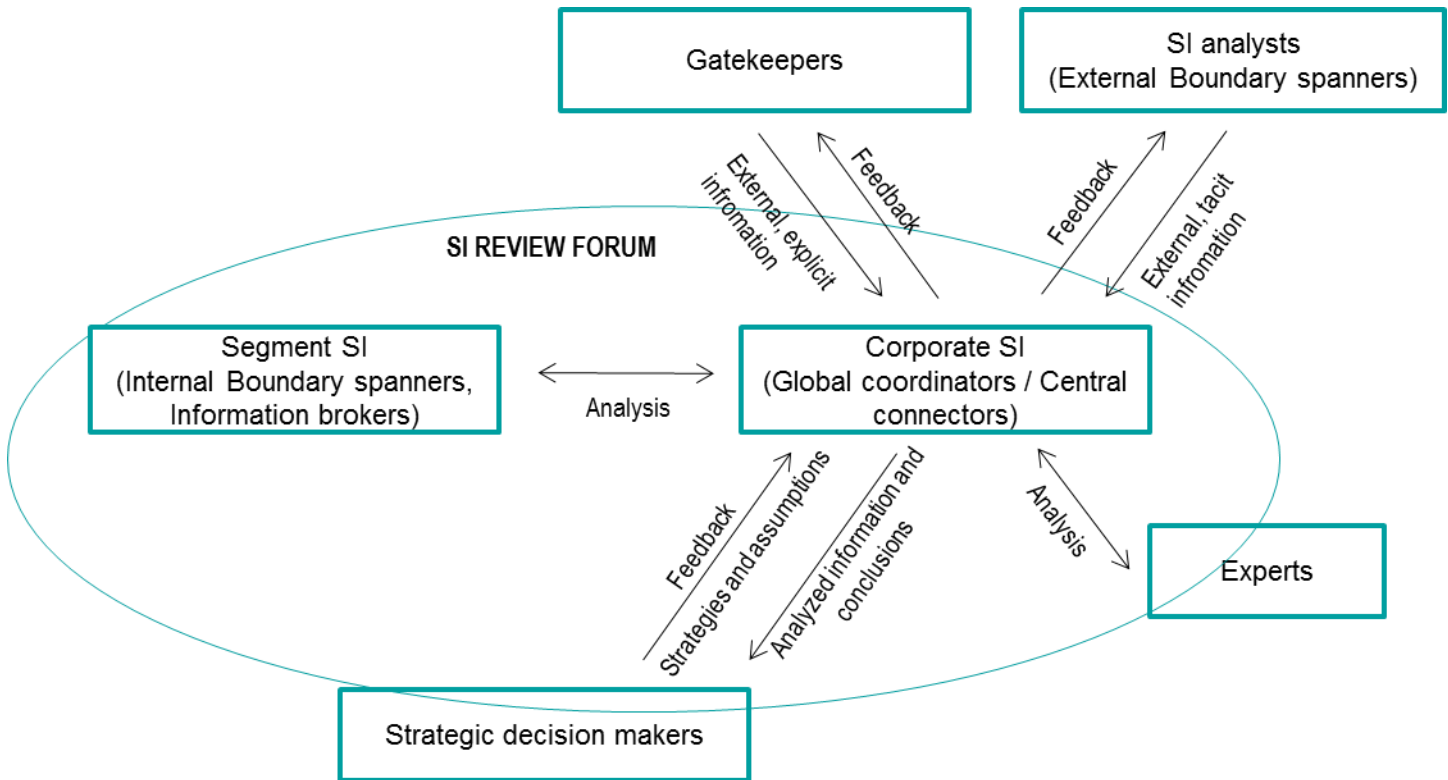 Gatekeepers
SI analysts
(External Boundary spanners)
External, explicit
infromation
Feedback
Feedback
External, tacit
infromation
SI REVIEW FORUM
Segment SI
(Internal Boundary spanners,
Information brokers)
Analysis
Corporate SI
(Global coordinators / Central
connectors)
Feedback
Strategies and assumptions
Analyzed information and
conclusions
Analysis
Experts
Strategic decision makers